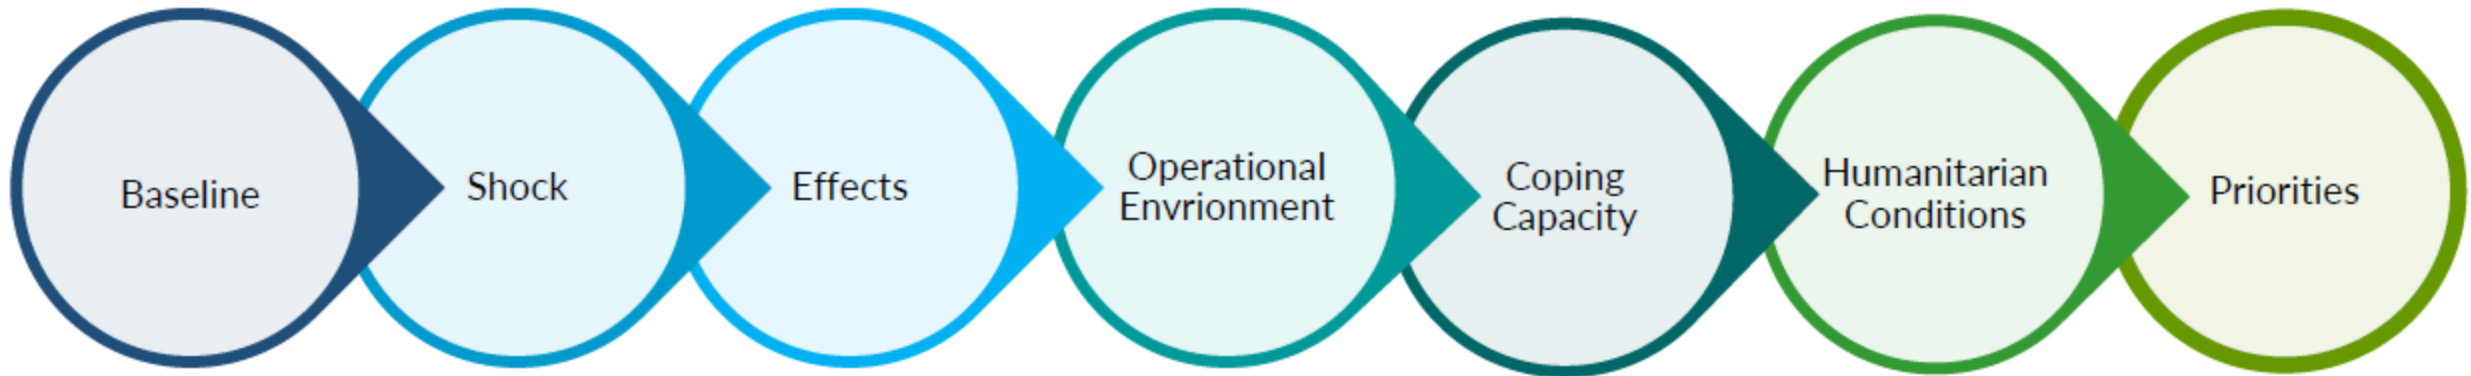 Baseline
Shock
Effects
Operational
Envrionment
Coping
Capacity
Humanitarian
Conditions
Priorities